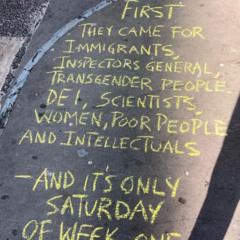 FIRST
THEY CAME FOR
IMMIGRANTS,
INSPECTORS GENERAL,
TRANSGENDER PEOPLE,
DEI, SCIENTISTS,
WOMEN, POOR PEOPLE
AND INTELLECTUALS
—AND IT'S ONLY
SATURDAY
OF WEEK ONE